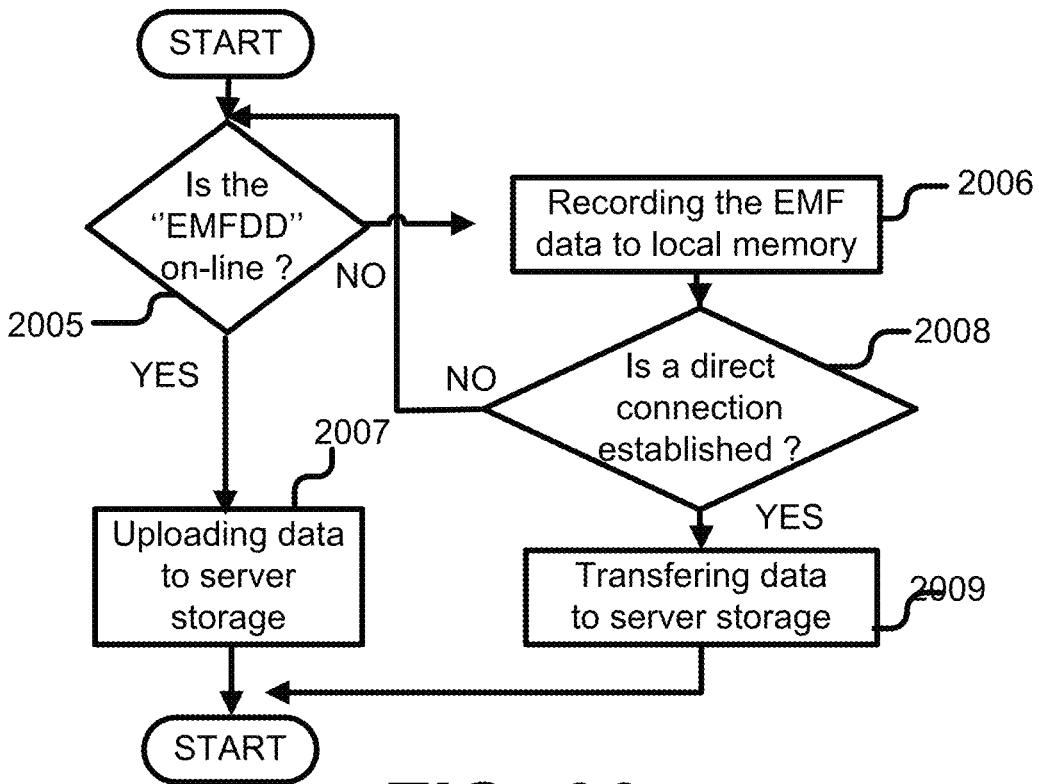 START
Is the
‘‘EMFDD’’
on-line ?
NO
2005
YES
Recording the EMF
data to local memory
2006
2008
Is a direct
connection
established ?
NO
YES
2007
Uploading data
to server
storage
Transfering data
to server storage
2009
START